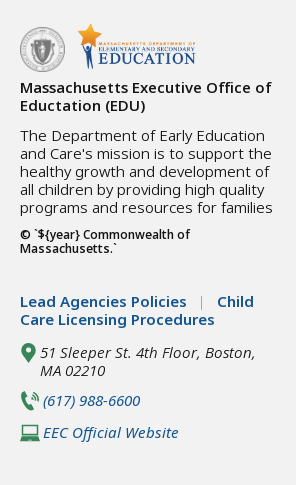 MASSACHUSETTS DEPARTMENT OF
ELEMENTARY AND SECONDARY
EDUCATION
Massachusetts Executive Office of
Eductation (EDU)
The Department of Early Education
and Care's mission is to support the
healthy growth and development of
all children by providing high quality
programs and resources for families
© `${year} Commonwealth of
Massachusetts.`
Lead Agencies Policies | Child
Care Licensing Procedures
51 Sleeper St. 4th Floor, Boston,
MA 02210
(617) 988-6600
EEC Official Website